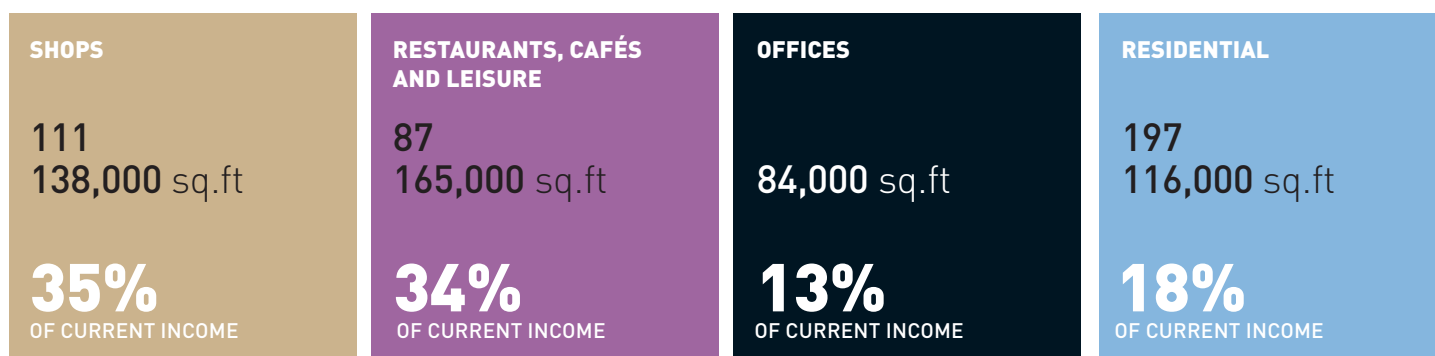 SHOPS
111
138,000 sq.ft
35%
OF CURRENT INCOME
RESTAURANTS, CAFÉS
AND LEISURE
87
165,000 sq.ft
34%
OF CURRENT INCOME
OFFICES
84,000 sq.ft
13%
OF CURRENT INCOME
RESIDENTIAL
197
116,000 sq.ft
18%
OF CURRENT INCOME